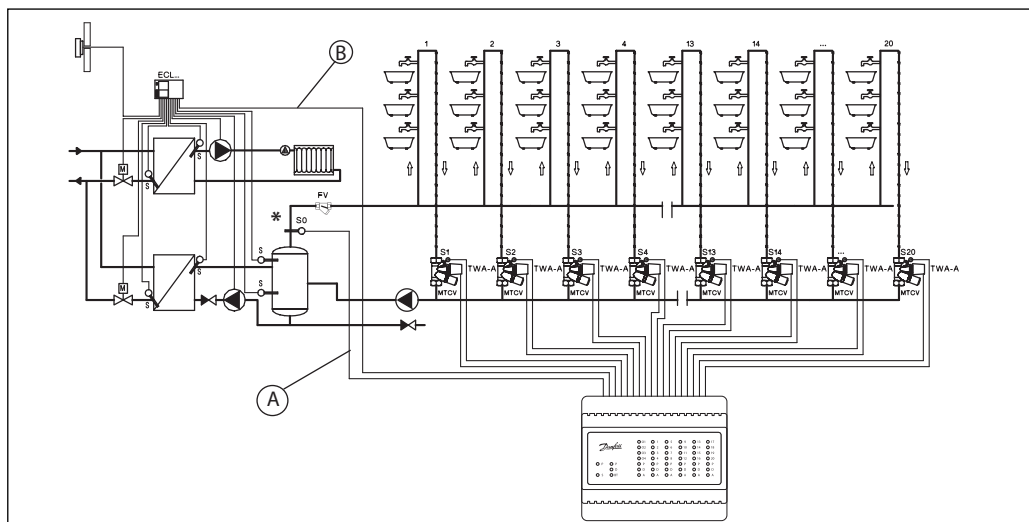 1 2 3 4 13 14 ... 20
B
ECL...
S
M
S
FV
* S0
S
S
M
S
S
S1 S2 S3 S4 S13 S14 ... S20
TWA-A TWA-A TWA-A TWA-A TWA-A TWA-A TWA-A TWA-A
MTCV MTCV MTCV MTCV MTCV MTCV MTCV MTCV
A
Danfoss